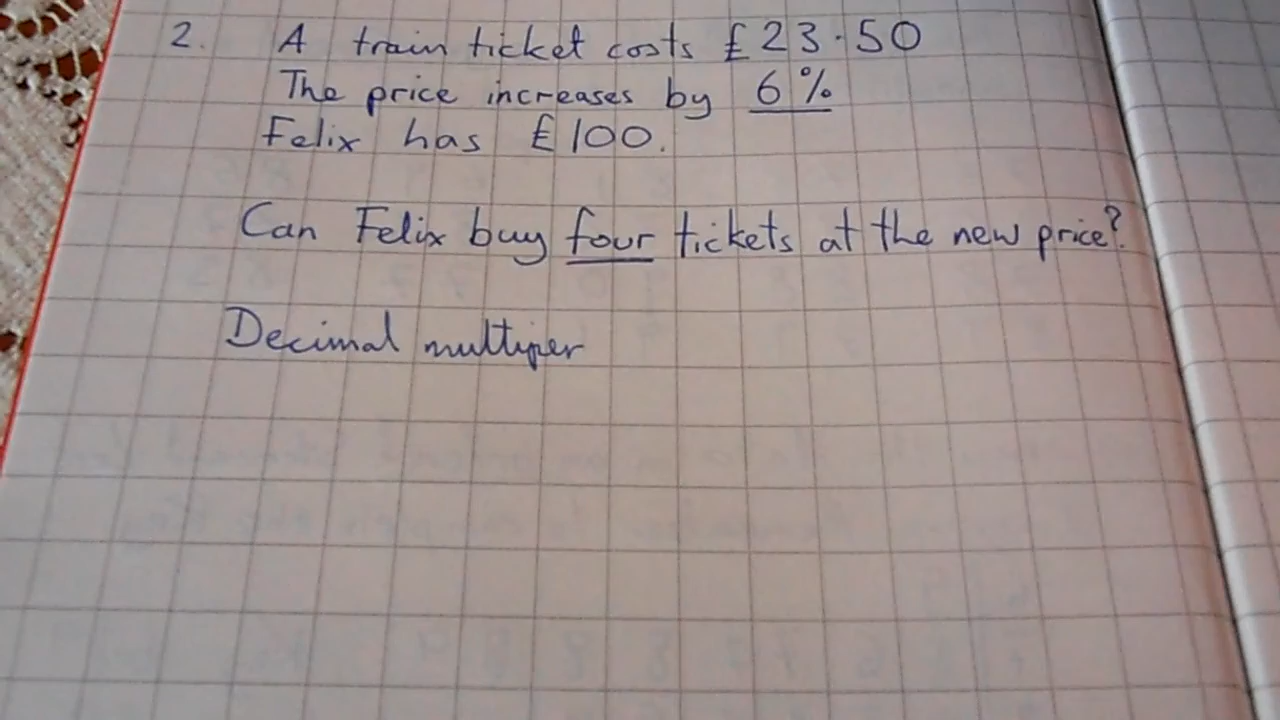 2. A train ticket costs £23·50
The price increases by 6%
Felix has £100.
Can Felix buy four tickets at the new price?
Decimal multiper